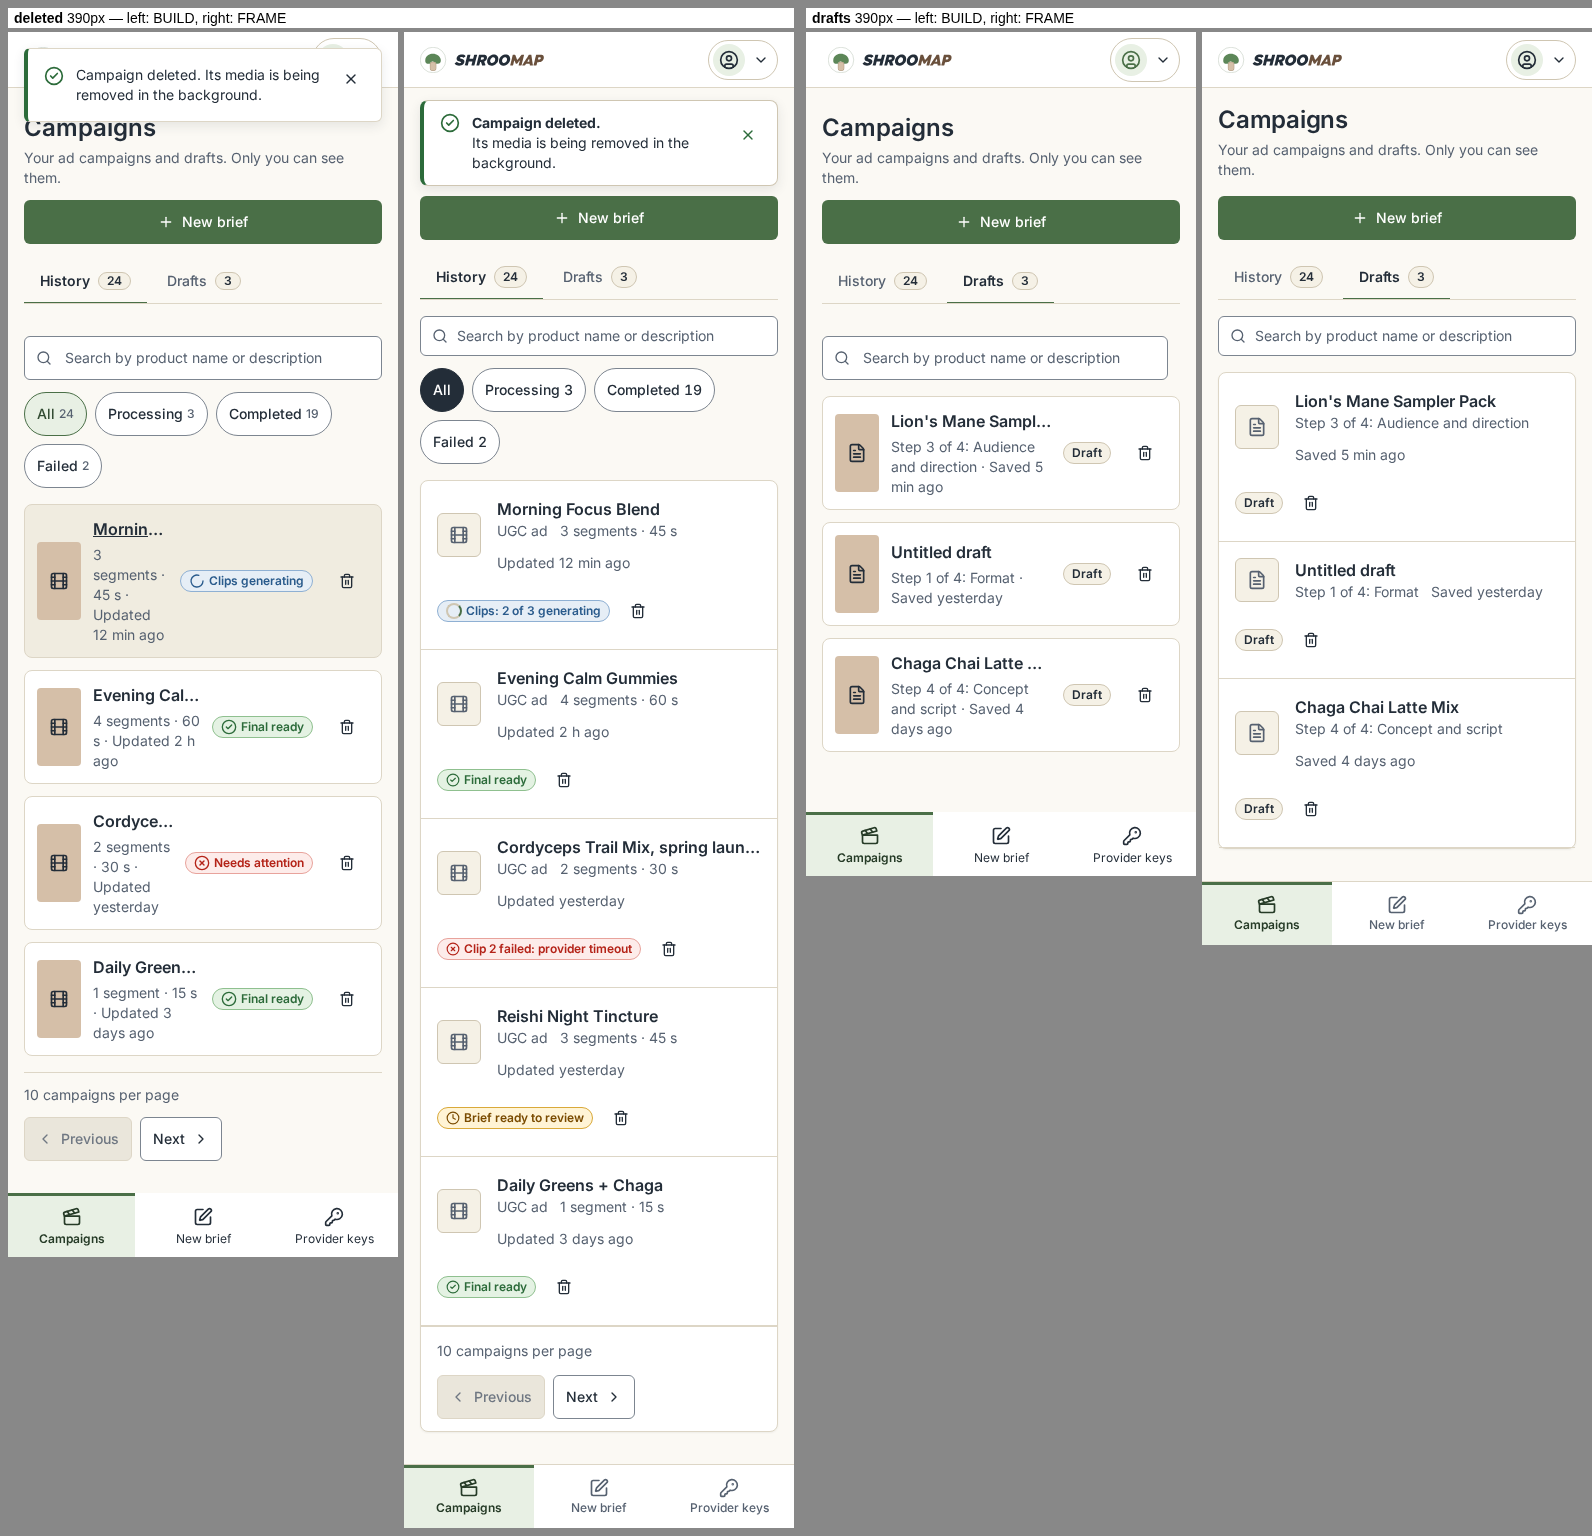 deleted 390px — left: BUILD, right: FRAME
Campaign deleted. Its media is being
removed in the background.
Campaigns
Your ad campaigns and drafts. Only you can see
them.
New brief
History 24 Drafts 3
Search by product name or description
All 24 Processing 3 Completed 19
Failed 2
Mornin...
3
segments ·
45 s ·
Updated
12 min ago
Clips generating
Evening Cal...
4 segments · 60
s · Updated 2 h
ago
Final ready
Cordyce...
2 segments
· 30 s ·
Updated
yesterday
Needs attention
Daily Green...
1 segment · 15 s
· Updated 3
days ago
Final ready
10 campaigns per page
Previous Next
Campaigns New brief Provider keys
SHROOMAP
Campaign deleted.
Its media is being removed in the
background.
New brief
History 24 Drafts 3
Search by product name or description
All Processing 3 Completed 19
Failed 2
Morning Focus Blend
UGC ad 3 segments · 45 s
Updated 12 min ago
Clips: 2 of 3 generating
Evening Calm Gummies
UGC ad 4 segments · 60 s
Updated 2 h ago
Final ready
Cordyceps Trail Mix, spring laun...
UGC ad 2 segments · 30 s
Updated yesterday
Clip 2 failed: provider timeout
Reishi Night Tincture
UGC ad 3 segments · 45 s
Updated yesterday
Brief ready to review
Daily Greens + Chaga
UGC ad 1 segment · 15 s
Updated 3 days ago
Final ready
10 campaigns per page
Previous Next
Campaigns New brief Provider keys
drafts 390px — left: BUILD, right: FRAME
SHROOMAP
Campaigns
Your ad campaigns and drafts. Only you can see
them.
New brief
History 24 Drafts 3
Search by product name or description
Lion's Mane Sampl...
Step 3 of 4: Audience
and direction · Saved 5
min ago
Draft
Untitled draft
Step 1 of 4: Format ·
Saved yesterday
Draft
Chaga Chai Latte ...
Step 4 of 4: Concept
and script · Saved 4
days ago
Draft
Campaigns New brief Provider keys
SHROOMAP
Campaigns
Your ad campaigns and drafts. Only you can see
them.
New brief
History 24 Drafts 3
Search by product name or description
Lion's Mane Sampler Pack
Step 3 of 4: Audience and direction
Saved 5 min ago
Draft
Untitled draft
Step 1 of 4: Format Saved yesterday
Draft
Chaga Chai Latte Mix
Step 4 of 4: Concept and script
Saved 4 days ago
Draft
Campaigns New brief Provider keys